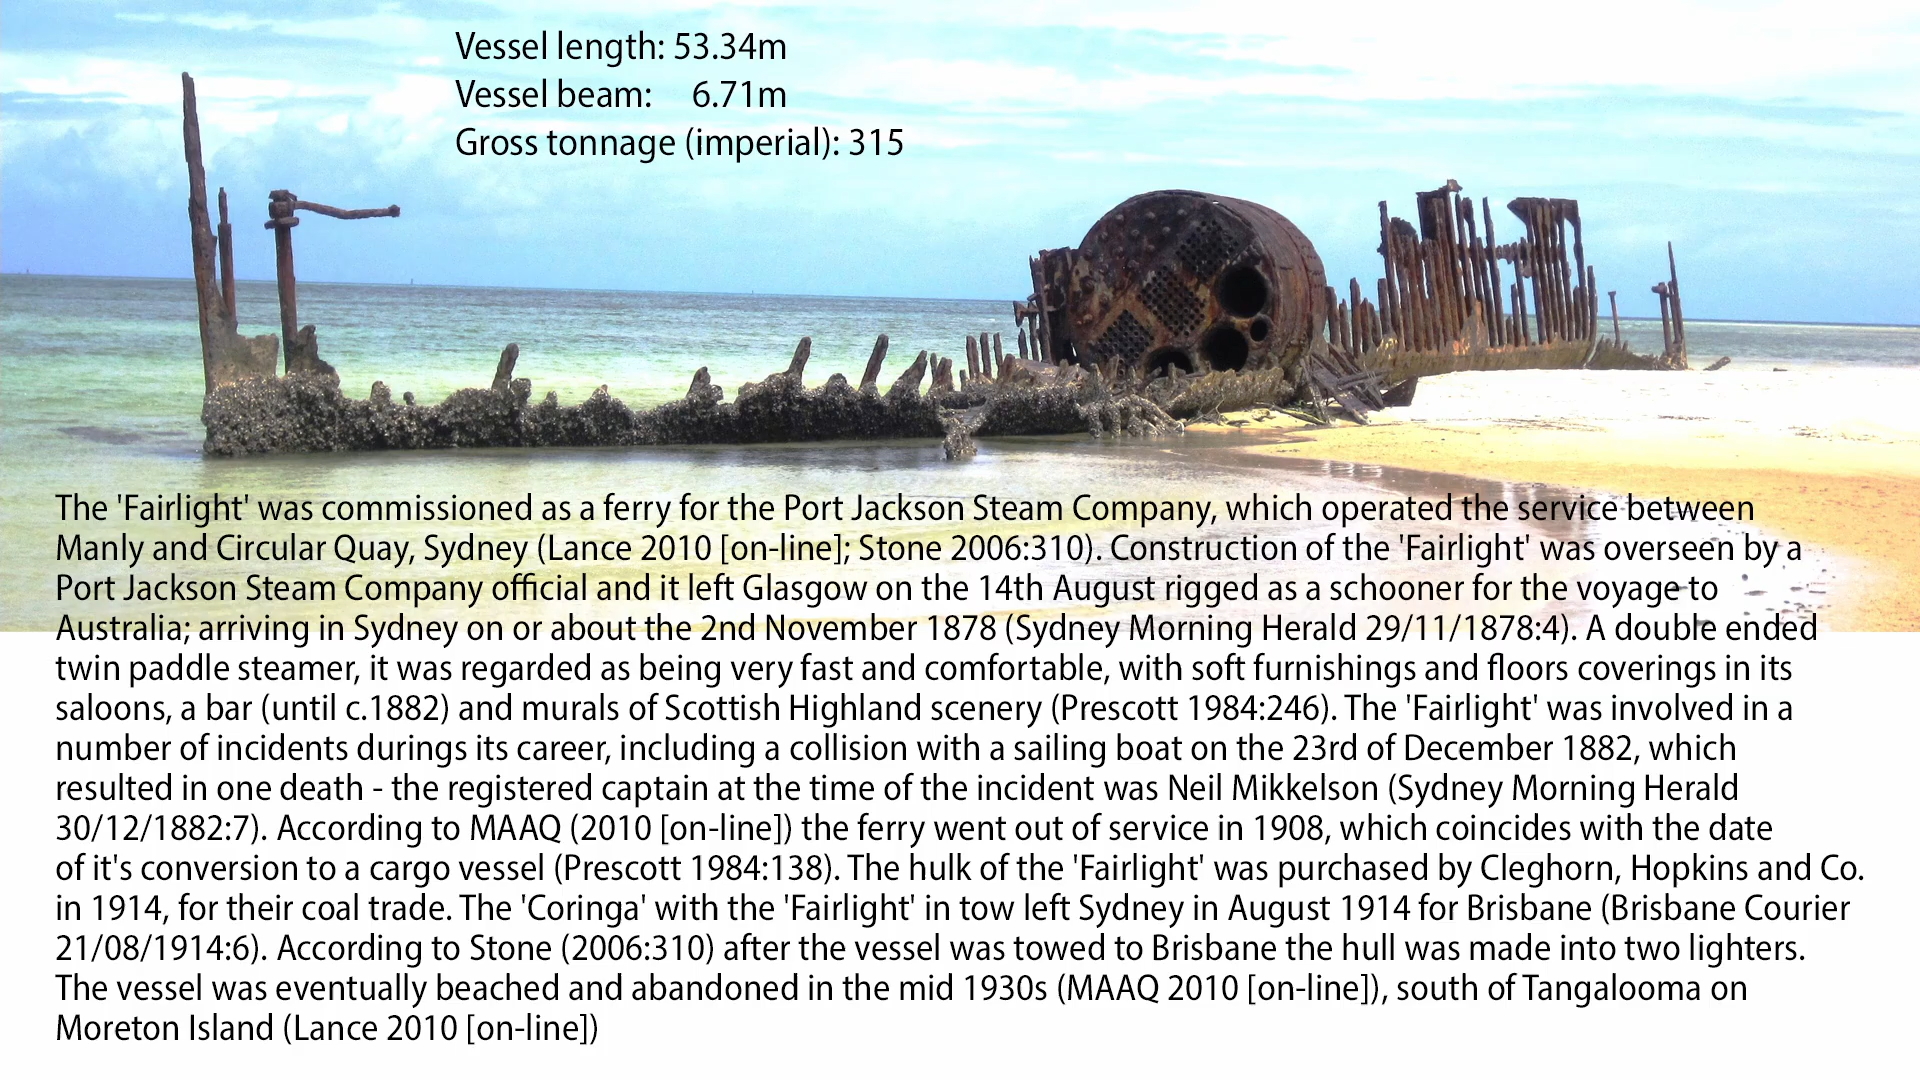 Vessel length: 53.34m
Vessel beam: 6.71m
Gross tonnage (imperial): 315
The 'Fairlight' was commissioned as a ferry for the Port Jackson Steam Company, which operated the service between
Manly and Circular Quay, Sydney (Lance 2010 [on-line]; Stone 2006:310). Construction of the 'Fairlight' was overseen by a
Port Jackson Steam Company official and it left Glasgow on the 14th August rigged as a schooner for the voyage to
Australia; arriving in Sydney on or about the 2nd November 1878 (Sydney Morning Herald 29/11/1878:4). A double ended
twin paddle steamer, it was regarded as being very fast and comfortable, with soft furnishings and floors coverings in its
saloons, a bar (until c.1882) and murals of Scottish Highland scenery (Prescott 1984:246). The 'Fairlight' was involved in a
number of incidents durings its career, including a collision with a sailing boat on the 23rd of December 1882, which
resulted in one death - the registered captain at the time of the incident was Neil Mikkelson (Sydney Morning Herald
30/12/1882:7). According to MAAQ (2010 [on-line]) the ferry went out of service in 1908, which coincides with the date
of it's conversion to a cargo vessel (Prescott 1984:138). The hulk of the 'Fairlight' was purchased by Cleghorn, Hopkins and Co.
in 1914, for their coal trade. The 'Coringa' with the 'Fairlight' in tow left Sydney in August 1914 for Brisbane (Brisbane Courier
21/08/1914:6). According to Stone (2006:310) after the vessel was towed to Brisbane the hull was made into two lighters.
The vessel was eventually beached and abandoned in the mid 1930s (MAAQ 2010 [on-line]), south of Tangalooma on
Moreton Island (Lance 2010 [on-line])